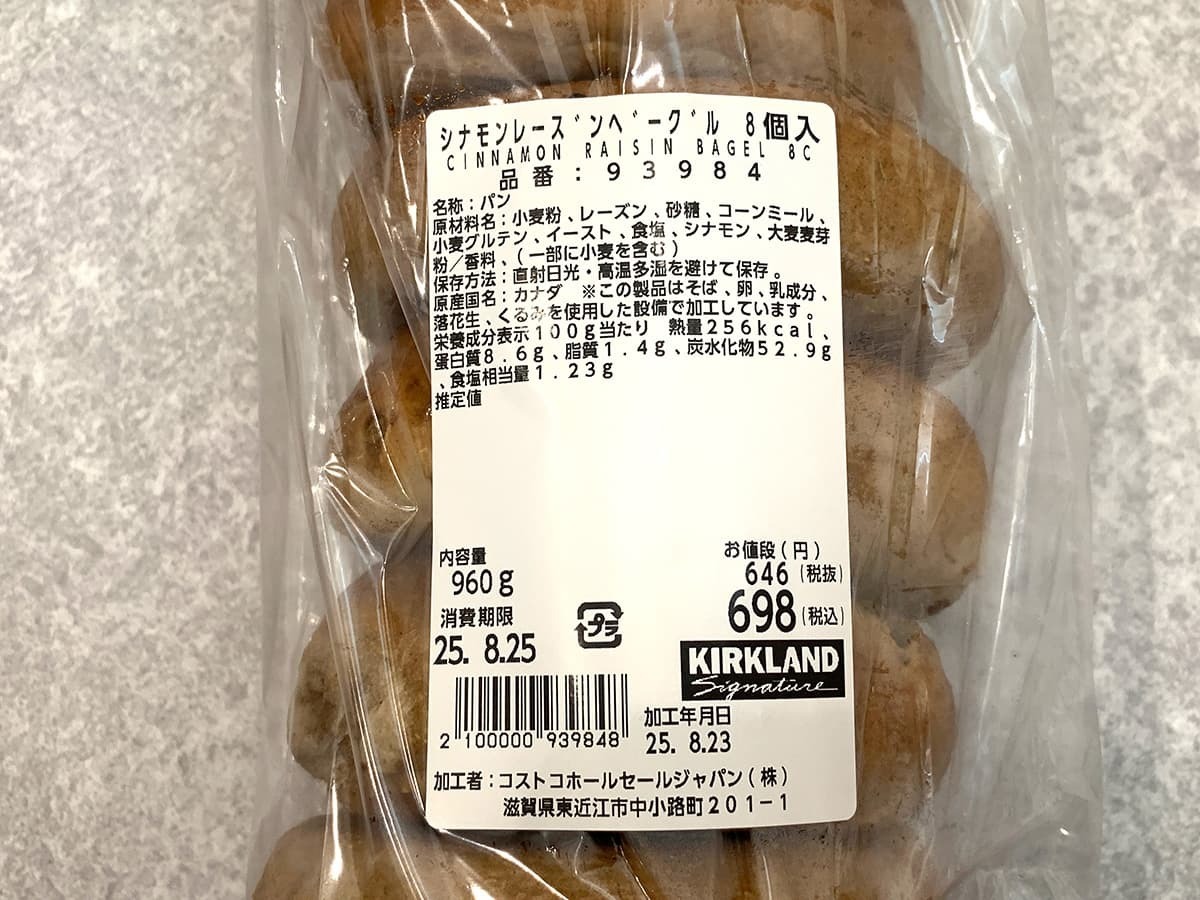 シナモンレーズンベーグル 8個入
CINNAMON RAISIN BAGEL 8C
品番:93984
名称:パン
原材料名:小麦粉、レーズン、砂糖、コーンミール、
小麦グルテン、イースト、食塩、シナモン、大麦麦芽
粉/香料、(一部に小麦を含む)
保存方法:直射日光・高温多湿を避けて保存。
原産国名:カナダ ※この製品はそば、卵、乳成分、
落花生、くるみを使用した設備で加工しています。
栄養成分表示100g当たり 熱量256kcal、
蛋白質8.6g、脂質1.4g、炭水化物52.9g
、食塩相当量1.23g
推定値
内容量
960g
消費期限
25. 8.25
プラ
お値段(円)
646(税抜)
698(税込)
KIRKLAND
Signature
2 100000 939848
加工年月日
25. 8.23
加工者:コストコホールセールジャパン(株)
滋賀県東近江市中小路町201-1